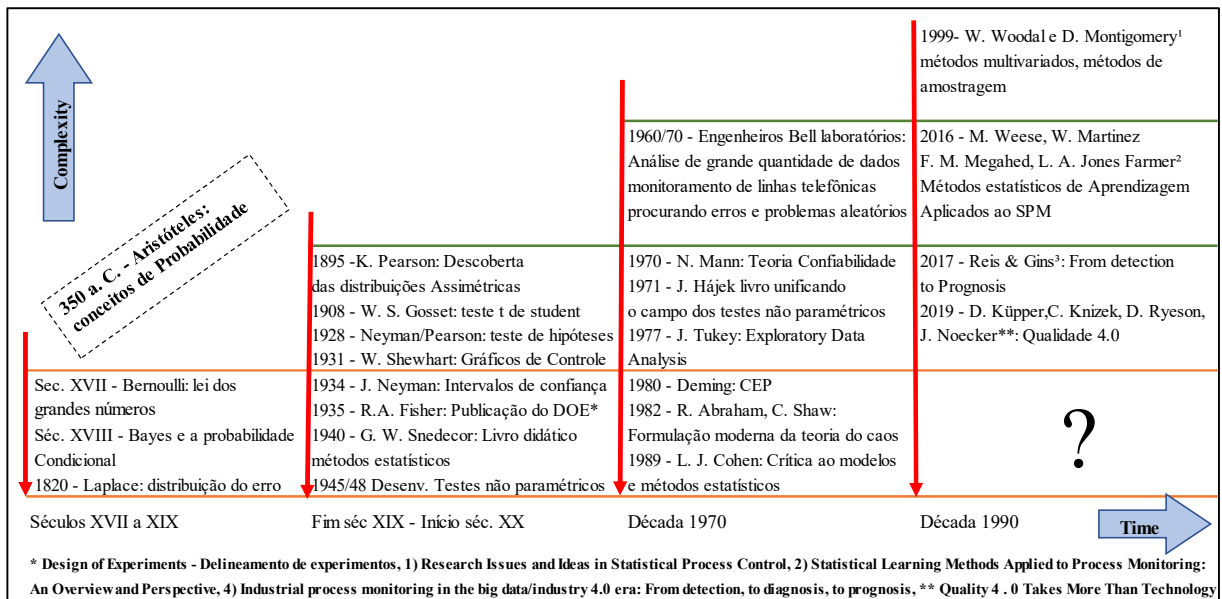 Complexity
350 a. C. - Aristóteles:
conceitos de Probabilidade
Sec. XVII - Bernoulli: lei dos
grandes números
Séc. XVIII - Bayes e a probabilidade
Condicional
1820 - Laplace: distribuição do erro
Séculos XVII a XIX
1895 -K. Pearson: Descoberta
das distribuições Assimétricas
1908 - W. S. Gosset: teste t de student
1928 - Neyman/Pearson: teste de hipóteses
1931 - W. Shewhart: Gráficos de Controle
1934 - J. Neyman: Intervalos de confiança
1935 - R.A. Fisher: Publicação do DOE*
1940 - G. W. Snedecor: Livro didático
métodos estatísticos
1945/48 Desenv. Testes não paramétricos
Fim séc XIX - Início séc. XX
1960/70 - Engenheiros Bell laboratórios:
Análise de grande quantidade de dados
monitoramento de linhas telefônicas
procurando erros e problemas aleatórios
1970 - N. Mann: Teoria Confiabilidade
1971 - J. Hájek livro unificando
o campo dos testes não paramétricos
1977 - J. Tukey: Exploratory Data
Analysis
1980 - Deming: CEP
1982 - R. Abraham, C. Shaw:
Formulação moderna da teoria do caos
1989 - L. J. Cohen: Crítica ao modelos
e métodos estatísticos
Década 1970
1999- W. Woodal e D. Montigomery¹
métodos multivariados, métodos de
amostragem
2016 - M. Weese, W. Martinez
F. M. Megahed, L. A. Jones Farmer²
Métodos estatísticos de Aprendizagem
Aplicados ao SPM
2017 - Reis & Gins³: From detection
to Prognosis
2019 - D. Küpper,C. Knizek, D. Ryeson,
J. Noecker**: Qualidade 4.0
?
Década 1990
Time
* Design of Experiments - Delineamento de experimentos, 1) Research Issues and Ideas in Statistical Process Control, 2) Statistical Learning Methods Applied to Process Monitoring:
An Overview and Perspective, 4) Industrial process monitoring in the big data/industry 4.0 era: From detection, to diagnosis, to prognosis, ** Quality 4 . 0 Takes More Than Technology